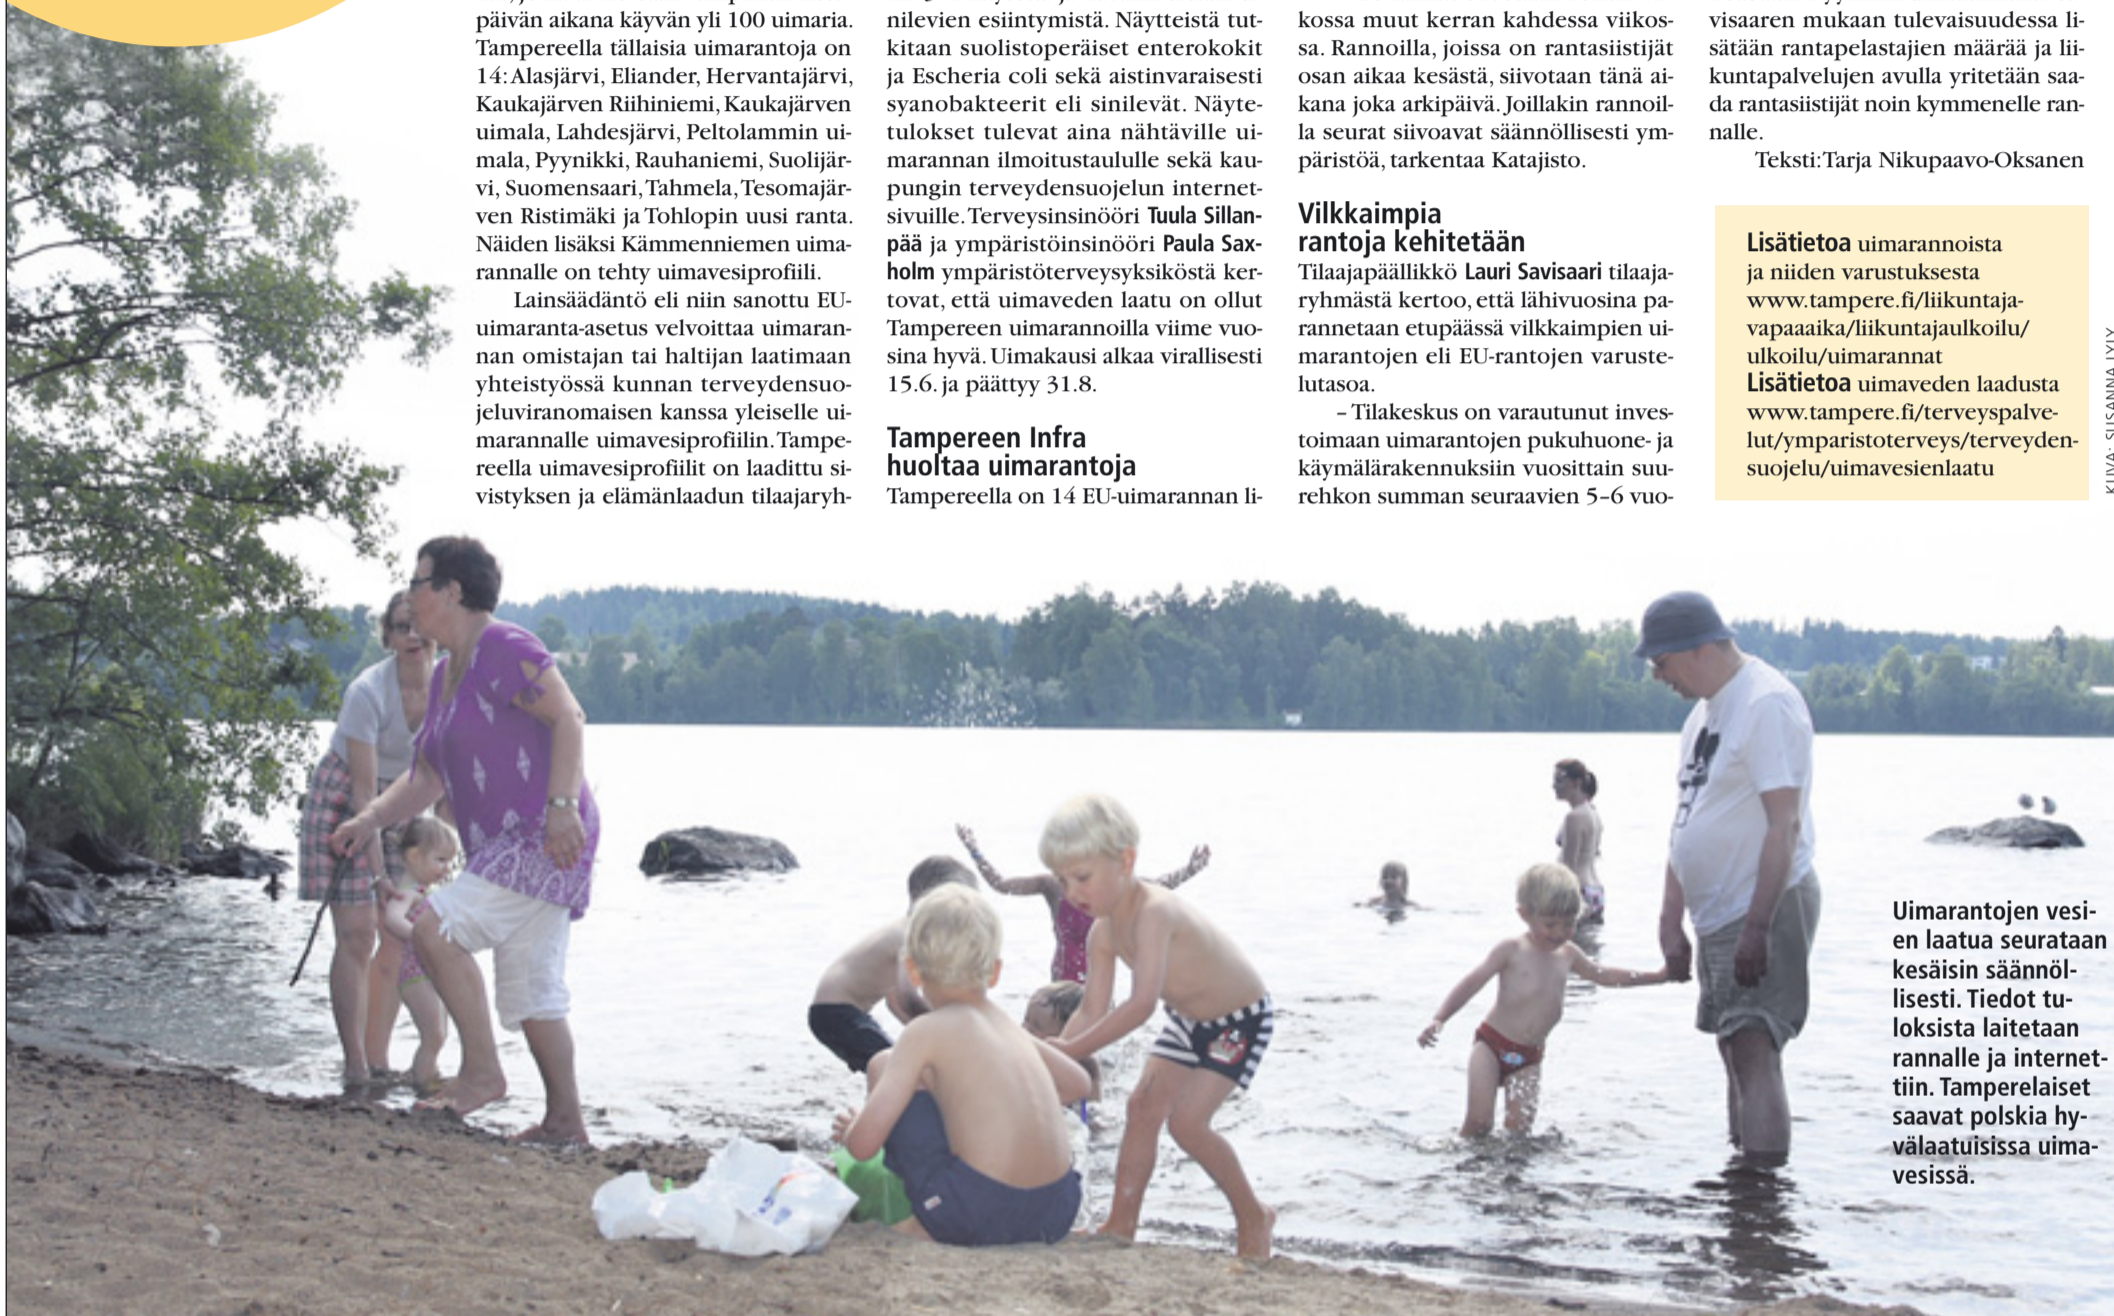 päivän aikana käyvän yli 100 uimaria.
Tampereella tällaisia uimarantoja on
14: Alasjärvi, Eliander, Hervantajärvi,
Kaukajärven Riihiniemi, Kaukajärven
uimala, Lahdesjärvi, Peltolammin ui-
mala, Pyynikki, Rauhaniemi, Suolijär-
vi, Suomensaari, Tahmela, Tesomajär-
ven Ristimäki ja Tohlopin uusi ranta.
Näiden lisäksi Kämmenniemen uima-
rannalle on tehty uimavesiprofiili.
Lainsäädäntö eli niin sanottu EU-
uimaranta-asetus velvoittaa uimaran-
nan omistajan tai haltijan laatimaan
yhteistyössä kunnan terveydensuo-
jeluviranomaisen kanssa yleiselle ui-
marannalle uimavesiprofiilin. Tampe-
reella uimavesiprofiilit on laadittu si-
vistyksen ja elämänlaadun tilaajaryh-
nilevien esiintymistä. Näytteistä tut-
kitaan suolistoperäiset enterokokit
ja Escheria coli sekä aistinvaraisesti
syanobakteerit eli sinilevät. Näyte-
tulokset tulevat aina nähtäville ui-
marannan ilmoitustaululle sekä kau-
pungin terveydensuojelun internet-
sivuille. Terveysinsinööri Tuula Sillan-
pää ja ympäristöinsinööri Paula Sax-
holm ympäristöterveysyksiköstä ker-
tovat, että uimaveden laatu on ollut
Tampereen uimarannoilla viime vuo-
sina hyvä. Uimakausi alkaa virallisesti
15.6. ja päättyy 31.8.
Tampereen Infra
huoltaa uimarantoja
Tampereella on 14 EU-uimarannan li-
kossa muut kerran kahdessa viikos-
sa. Rannoilla, joissa on rantasiistijät
osan aikaa kesästä, siivotaan tänä ai-
kana joka arkipäivä. Joillakin rannoil-
la seurat siivoavat säännöllisesti ym-
päristöä, tarkentaa Katajisto.
Vilkkaimpia
rantoja kehitetään
Tilaajapäällikkö Lauri Savisaari tilaaja-
ryhmästä kertoo, että lähivuosina pa-
rannetaan etupäässä vilkkaimpien ui-
marantojen eli EU-rantojen varuste-
lutasoa.
– Tilakeskus on varautunut inves-
toimaan uimarantojen pukuhuone- ja
käymälärakennuksiin vuosittain suu-
rehkon summan seuraavien 5–6 vuo-
visaaren mukaan tulevaisuudessa li-
sätään rantapelastajien määrää ja lii-
kuntapalvelujen avulla yritetään saa-
da rantasiistijät noin kymmenelle ran-
nalle.
Teksti: Tarja Nikupaavo-Oksanen
Lisätietoa uimarannoista
ja niiden varustuksesta
www.tampere.fi/liikuntaja-
vapaaaika/liikuntajaulkoilu/
ulkoilu/uimarannat
Lisätietoa uimaveden laadusta
www.tampere.fi/terveyspalve-
lut/ymparistoterveys/terveyden-
suojelu/uimavesienlaatu
KUVA: SUSANNA LYLY
Uimarantojen vesi-
en laatua seurataan
kesäisin säännöl-
lisesti. Tiedot tu-
loksista laitetaan
rannalle ja internet-
tiin. Tamperelaiset
saavat polskia hy-
välaatuisissa uima-
vesissä.